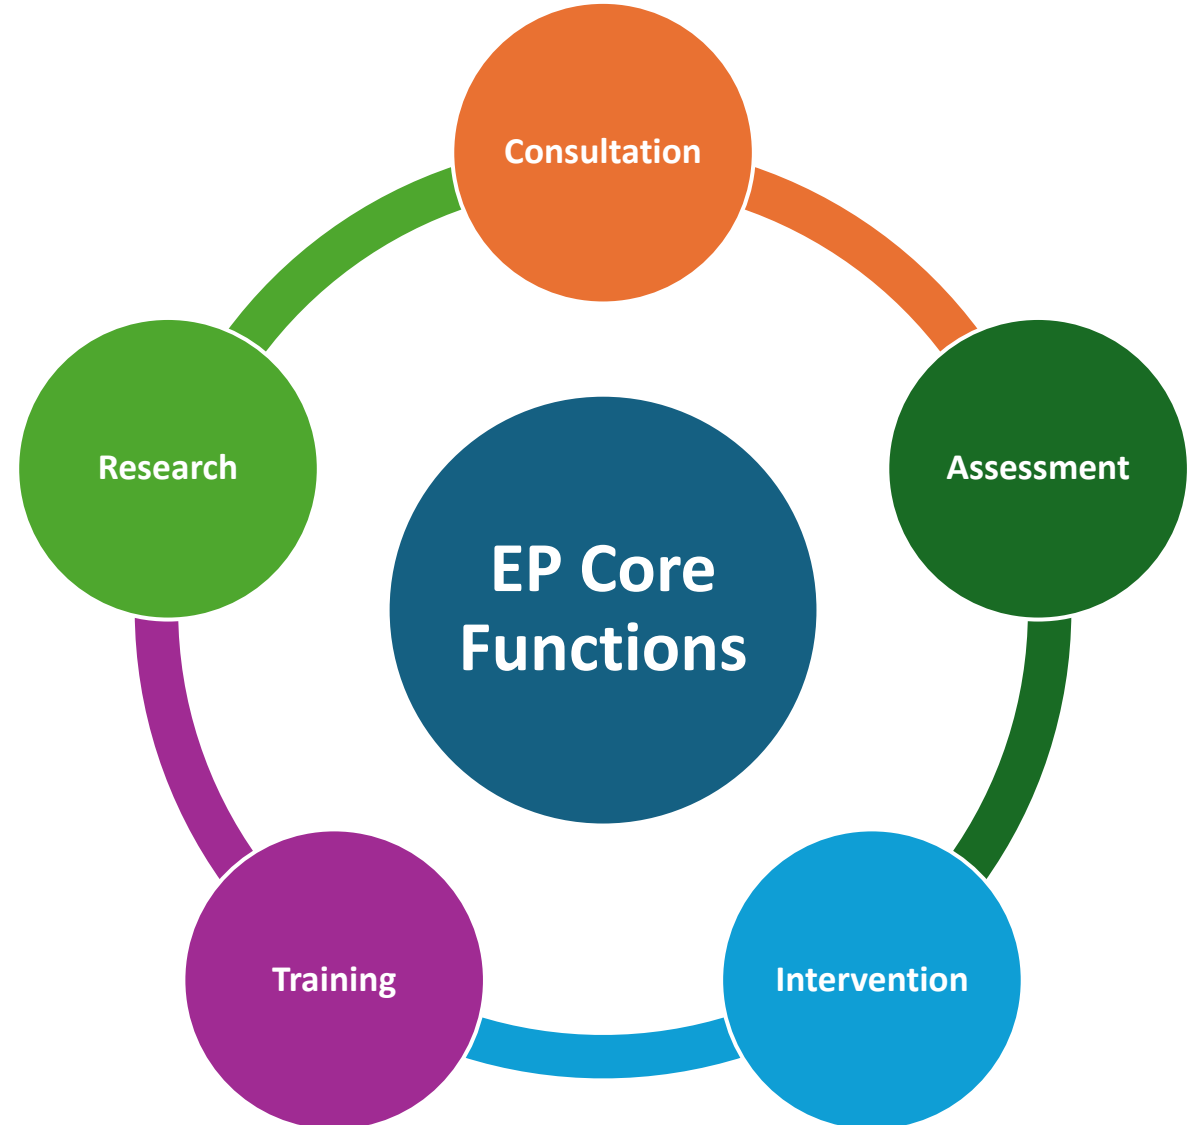 Consultation
Assessment
Research
EP Core
Functions
Training
Intervention